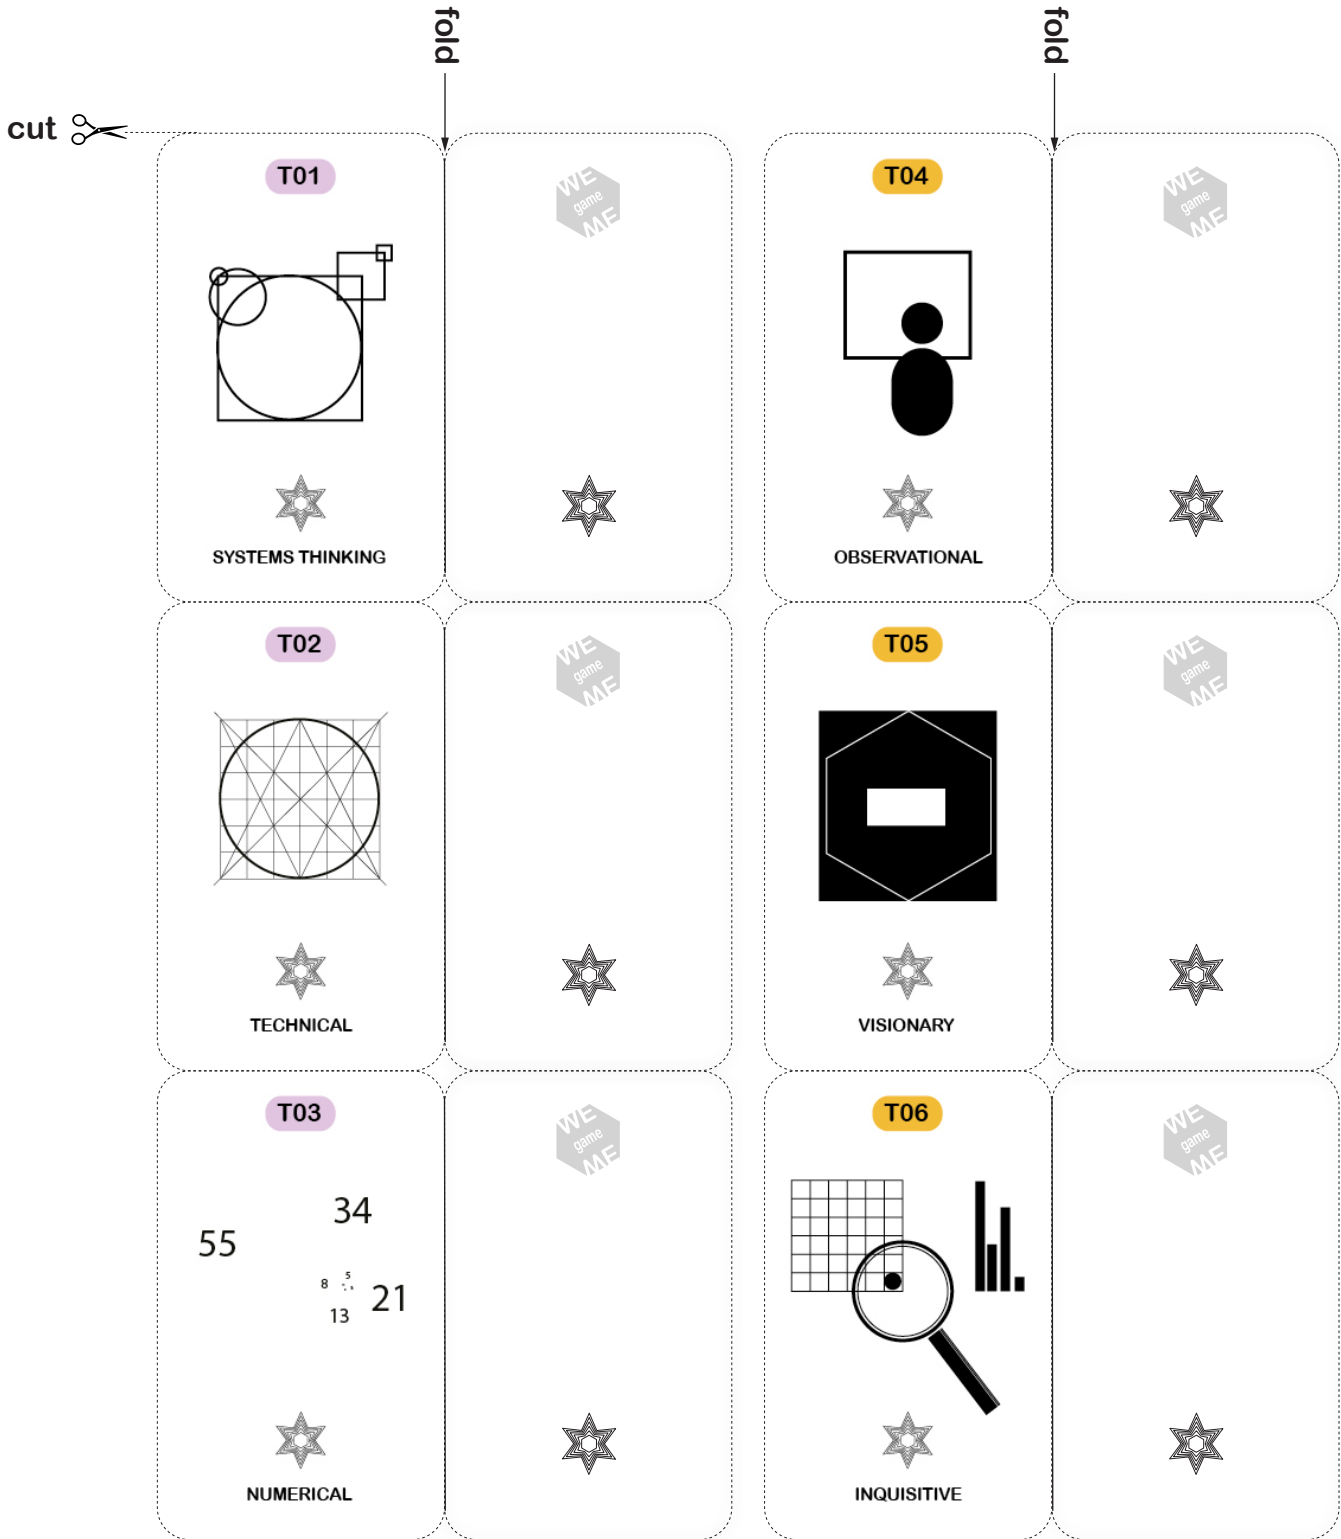 fold
fold
cut
T01
SYSTEMS THINKING
WE
game
ME
T04
OBSERVATIONAL
WE
game
ME
T02
TECHNICAL
WE
game
ME
T05
VISIONARY
WE
game
ME
T03
34
55
5
8
21
13
NUMERICAL
WE
game
ME
T06
INQUISITIVE
WE
game
ME